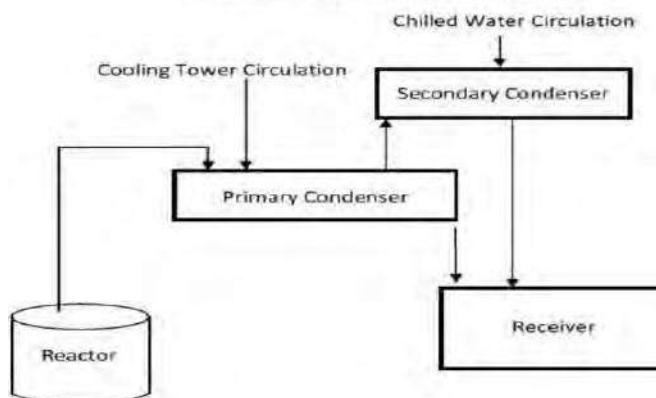 Chilled Water Circulation
Cooling Tower Circulation
Secondary Condenser
Primary Condenser
Receiver
Reactor